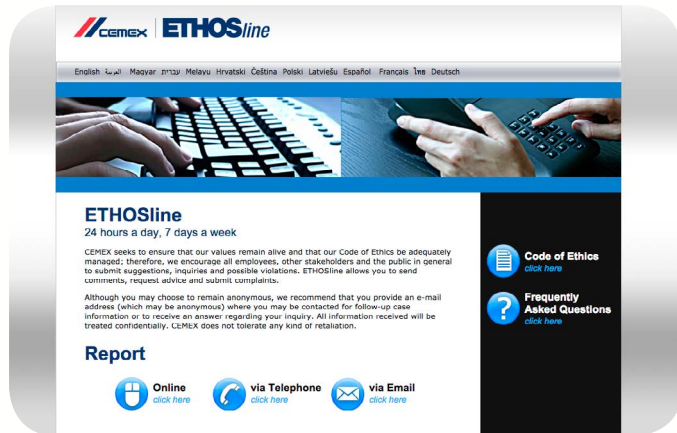 CEMEX ETHOSline
English العربية Magyar עברית Melayu Hrvatski Čeština Polski Latviešu Español Français ไทย Deutsch
ETHOSline
24 hours a day, 7 days a week
CEMEX seeks to ensure that our values remain alive and that our Code of Ethics be adequately
managed; therefore, we encourage all employees, other stakeholders and the public in general
to submit suggestions, inquiries and possible violations. ETHOSline allows you to send
comments, request advice and submit complaints.
Although you may choose to remain anonymous, we recommend that you provide an e-mail
address (which may be anonymous) where you may be contacted for follow-up case
information or to receive an answer regarding your inquiry. All information received will be
treated confidentially. CEMEX does not tolerate any kind of retaliation.
Report
Online
click here
via Telephone
click here
via Email
click here
Code of Ethics
click here
Frequently
Asked Questions
click here